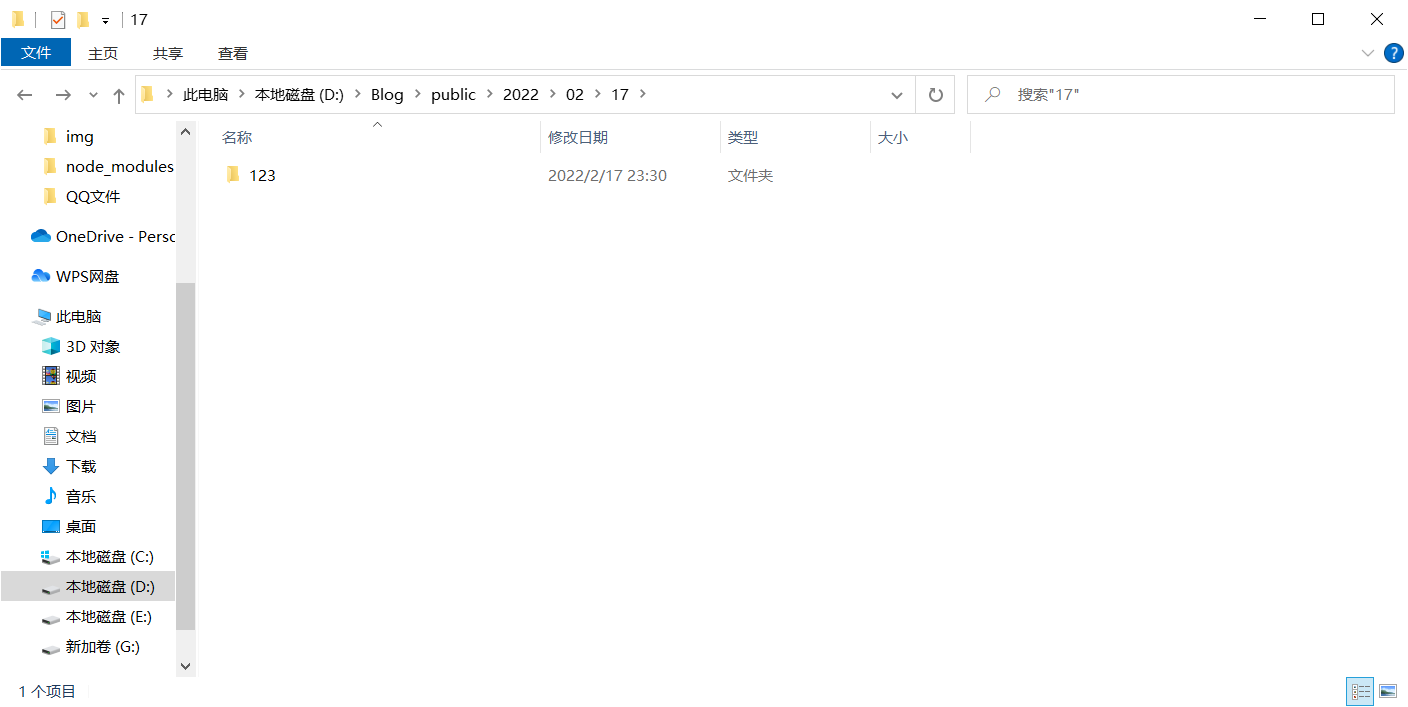 17
文件 主页 共享 查看
此电脑 本地磁盘 (D:) Blog public 2022 02 17
搜索"17"
名称 修改日期 类型 大小
123 2022/2/17 23:30 文件夹
img
node_modules
QQ文件
OneDrive - Persc
WPS网盘
此电脑
3D 对象
视频
图片
文档
下载
音乐
桌面
本地磁盘 (C:)
本地磁盘 (D:)
本地磁盘 (E:)
新加卷 (G:)
1 个项目